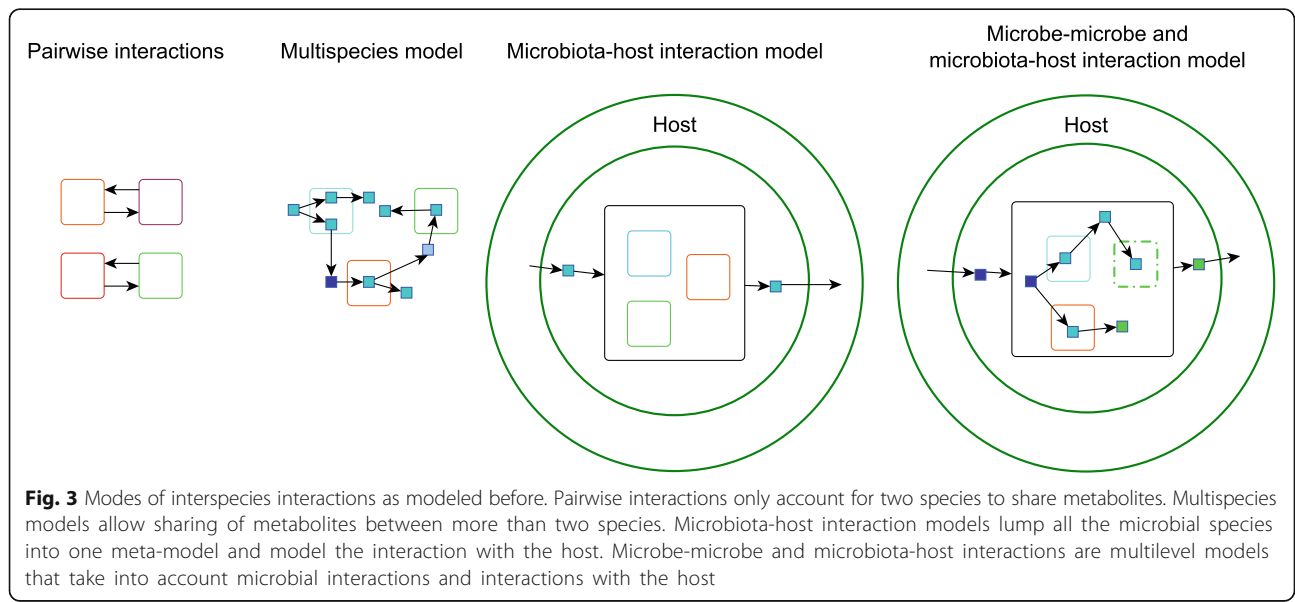 Pairwise interactions
Multispecies model
Microbiota-host interaction model
Microbe-microbe and
microbiota-host interaction model
Host
Host
Fig. 3 Modes of interspecies interactions as modeled before. Pairwise interactions only account for two species to share metabolites. Multispecies
models allow sharing of metabolites between more than two species. Microbiota-host interaction models lump all the microbial species
into one meta-model and model the interaction with the host. Microbe-microbe and microbiota-host interactions are multilevel models
that take into account microbial interactions and interactions with the host